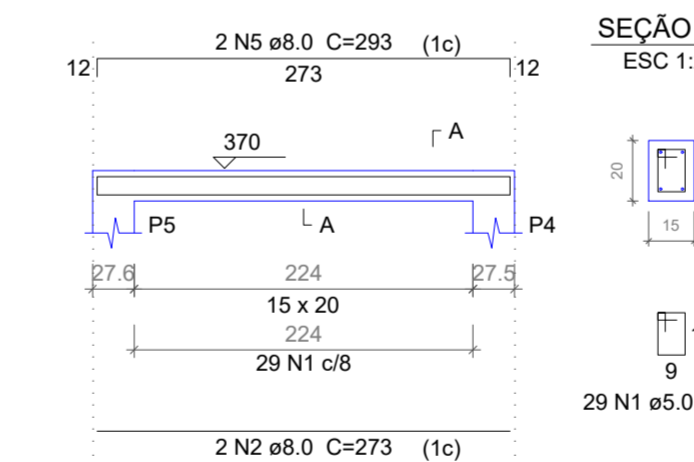 2 N5 ø8.0 C=293 (1c)
12 273 12
SEÇÃO
ESC 1:
370
A
A
P5
P4
20
15
27.6 224 27.5
15 x 20
224
29 N1 c/8
9
29 N1 ø5.0
2 N2 ø8.0 C=273 (1c)